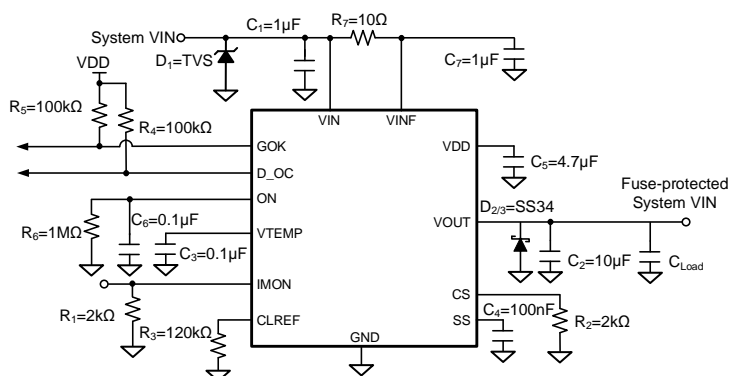 C1=1µF
R7=10Ω
System VIN
D1=TVS
C7=1µF
VDD
R5=100kΩ
R4=100kΩ
VIN
VINF
GOK
VDD
D_OC
C5=4.7µF
ON
Fuse-protected
System VIN
C6=0.1µF
VTEMP
VOUT
D2/3=SS34
R6=1MΩ
C3=0.1µF
C2=10µF
CLoad
IMON
CS
C4=100nF
R1=2kΩ
R3=120kΩ
CLREF
SS
R2=2kΩ
GND